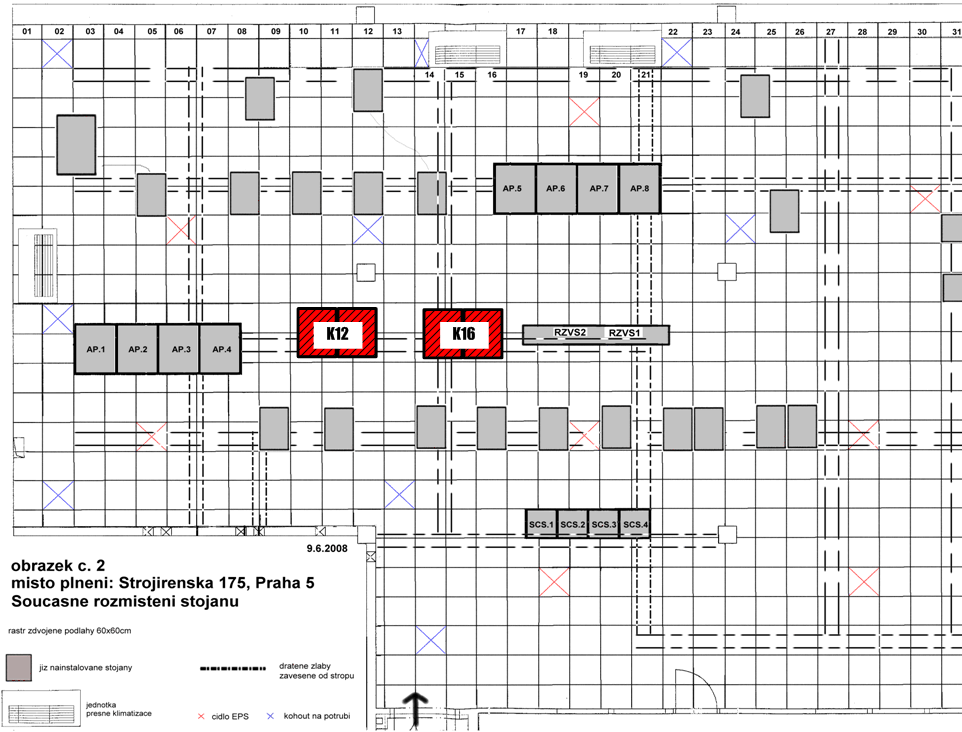 01 02 03 04 05 06 07 08 09 10 11 12 13 17 18 22 23 24 25 26 27 28 29 30 31
14 15 16 19 20 21
AP.5 AP.6 AP.7 AP.8
K12 K16 RZVS2 RZVS1
AP.1 AP.2 AP.3 AP.4
SCS.1 SCS.2 SCS.3 SCS.4
9.6.2008
obrazek c. 2
misto plneni: Strojirenska 175, Praha 5
Soucasne rozmisteni stojanu
rastr zdvojene podlahy 60x60cm
jiz nainstalovane stojany
dratene zlaby
zavesene od stropu
jednotka
presne klimatizace
cidlo EPS
kohout na potrubi